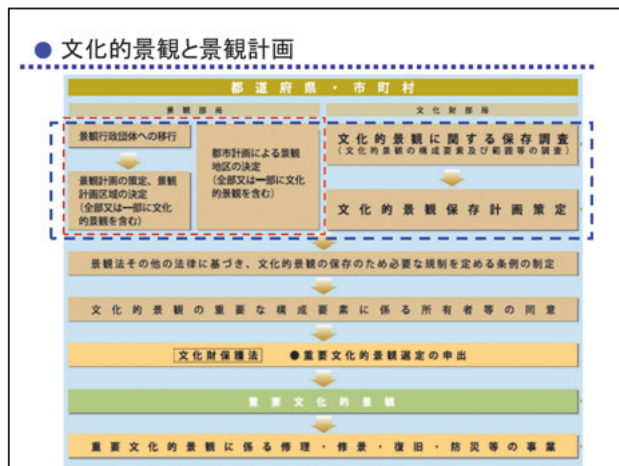 ● 文化的景観と景観計画
都道府県・市町村
景観部局
文化財部局
景観行政団体への移行
景観計画の策定、景観
計画区域の決定
(全部又は一部に文化
的景観を含む)
都市計画による景観
地区の決定
(全部又は一部に文化
的景観を含む)
文化的景観に関する保存調査
(文化的景観の構成要素及び範囲等の調査)
文化的景観保存計画策定
景観法その他の法律に基づき、文化的景観の保存のため必要な規制を定める条例の制定
文化的景観の重要な構成要素に係る所有者等の同意
文化財保護法 ●重要文化的景観選定の申出
重要文化的景観
重要文化的景観に係る修理・修景・復旧・防災等の事業